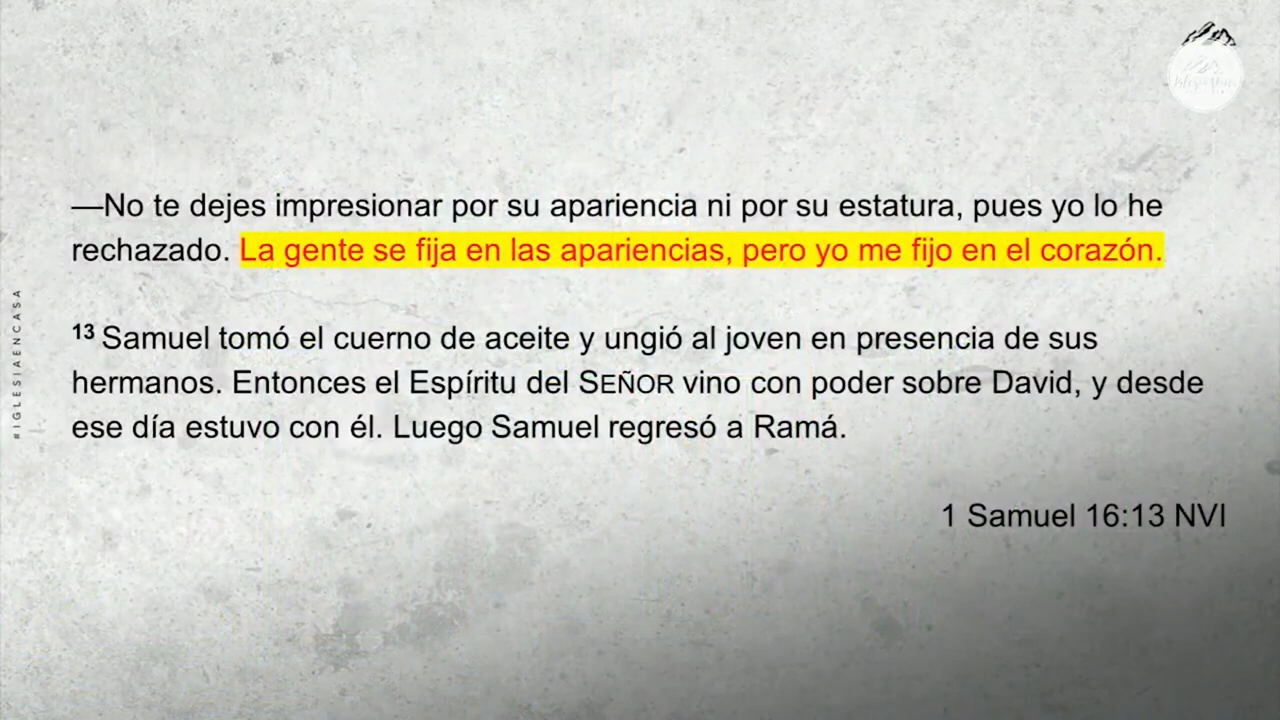 —No te dejes impresionar por su apariencia ni por su estatura, pues yo lo he
rechazado. La gente se fija en las apariencias, pero yo me fijo en el corazón.
13 Samuel tomó el cuerno de aceite y ungió al joven en presencia de sus
hermanos. Entonces el Espíritu del SEÑOR vino con poder sobre David, y desde
ese día estuvo con él. Luego Samuel regresó a Ramá.
1 Samuel 16:13 NVI
#IGLESIAENCASA